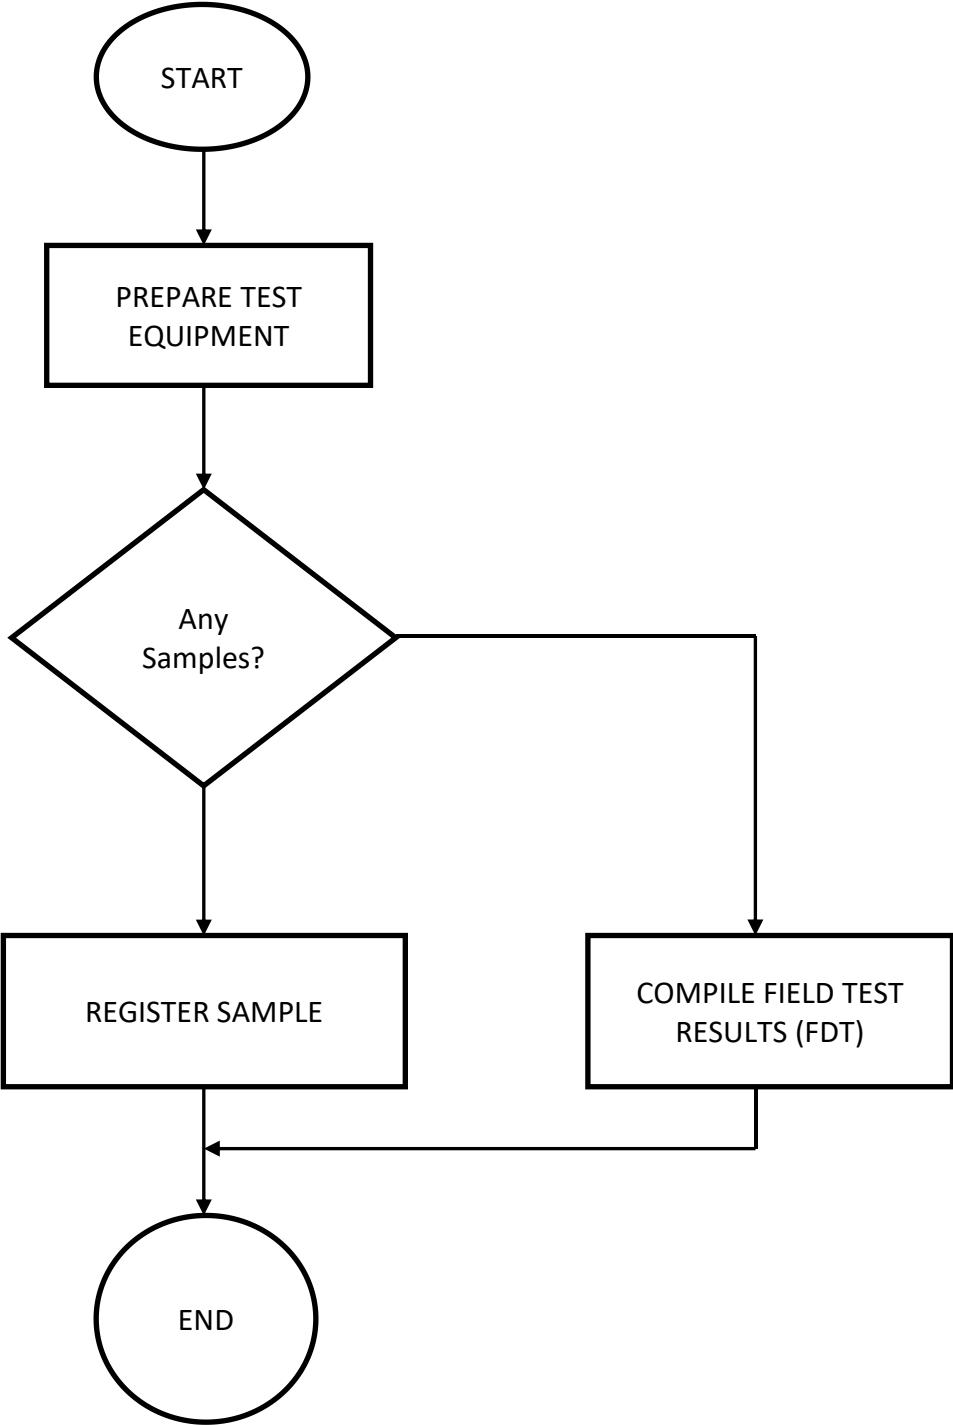 START
PREPARE TEST
EQUIPMENT
Any
Samples?
REGISTER SAMPLE
COMPILE FIELD TEST
RESULTS (FDT)
END